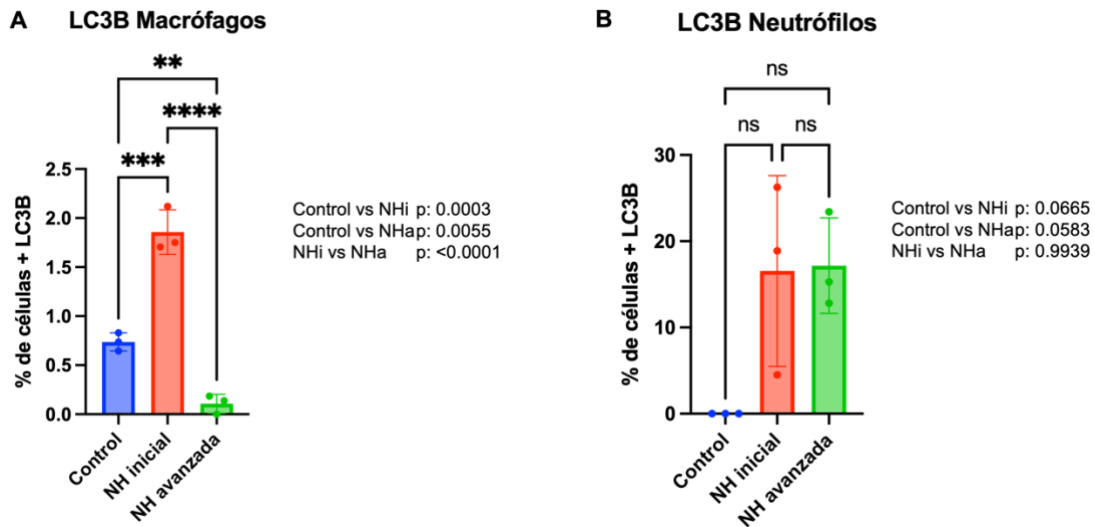 A
LC3B Macrófagos
**
****
***
% de células + LC3B
2.5
2.0
1.5
1.0
0.5
0.0
Control
NH inicial
NH avanzada
Control vs NHi p: 0.0003
Control vs NHap: 0.0055
NHi vs NHa p: <0.0001
B
LC3B Neutrófilos
ns
ns
ns
% de células + LC3B
30
20
10
0
Control
NH inicial
NH avanzada
Control vs NHi p: 0.0665
Control vs NHap: 0.0583
NHi vs NHa p: 0.9939